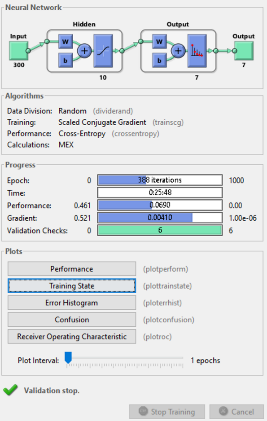 Neural Network
Hidden Output
Input Output
W W
b b
+ +
300 10 7 7
Algorithms
Data Division: Random (dividerand)
Training: Scaled Conjugate Gradient (trainscg)
Performance: Cross-Entropy (crossentropy)
Calculations: MEX
Progress
Epoch: 0 388 iterations 1000
Time: 0:25:48
Performance: 0.461 0.0690 0.00
Gradient: 0.521 0.00410 1.00e-06
Validation Checks: 0 6 6
Plots
Performance (plotperform)
Training State (plottrainstate)
Error Histogram (ploterrhist)
Confusion (plotconfusion)
Receiver Operating Characteristic (plotroc)
Plot Interval: 1 epochs
Validation stop.
Stop Training Cancel